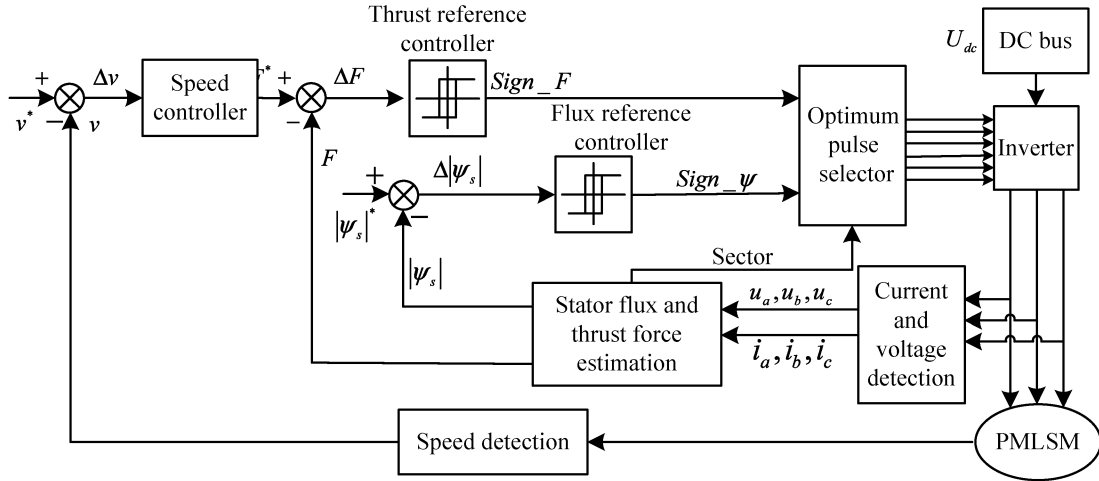 Thrust reference
controller
U_dc
DC bus
+
Δv
Speed
controller
F*
+
ΔF
Sign_F
v*
−
v
−
Flux reference
controller
Optimum
pulse
selector
Inverter
F
+
Δ|ψ_s|
Sign_ψ
|ψ_s|*
−
|ψ_s|
Sector
Stator flux and
thrust force
estimation
u_a, u_b, u_c
i_a, i_b, i_c
Current
and
voltage
detection
Speed detection
PMLSM